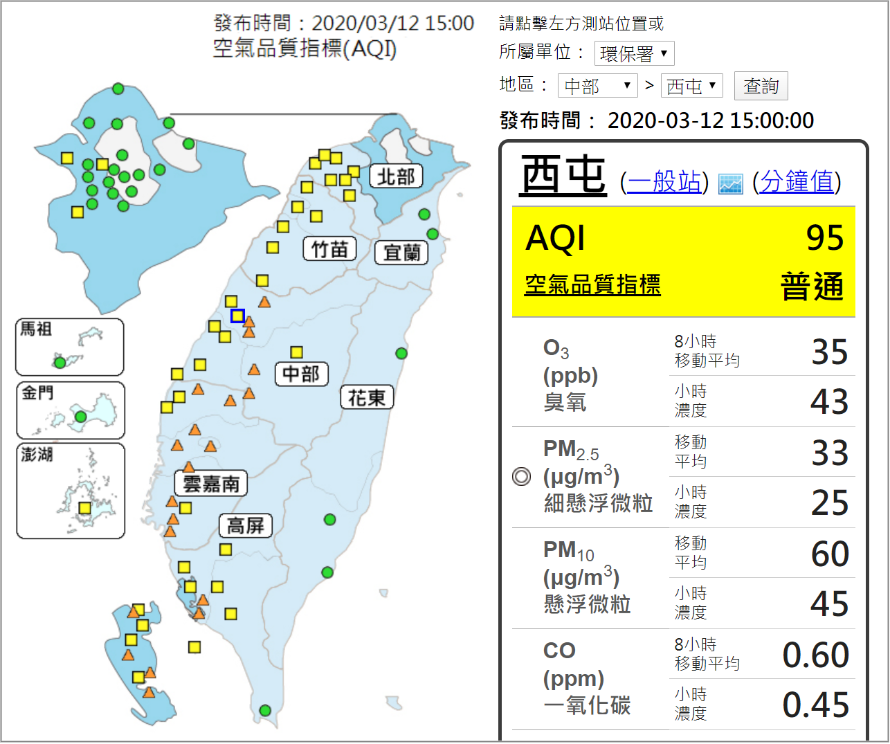 發布時間：2020/03/12 15:00
空氣品質指標(AQI)
北部
竹苗
宜蘭
中部
花東
雲嘉南
高屏
馬祖
金門
澎湖
請點擊左方測站位置或
所屬單位： 環保署
地區： 中部 > 西屯 查詢
發布時間： 2020-03-12 15:00:00
西屯 (一般站) (分鐘值)
AQI 95
空氣品質指標 普通
O3 (ppb) 臭氧
8小時移動平均 35
小時濃度 43
PM2.5 (μg/m3) 細懸浮微粒
移動平均 33
小時濃度 25
PM10 (μg/m3) 懸浮微粒
移動平均 60
小時濃度 45
CO (ppm) 一氧化碳
8小時移動平均 0.60
小時濃度 0.45